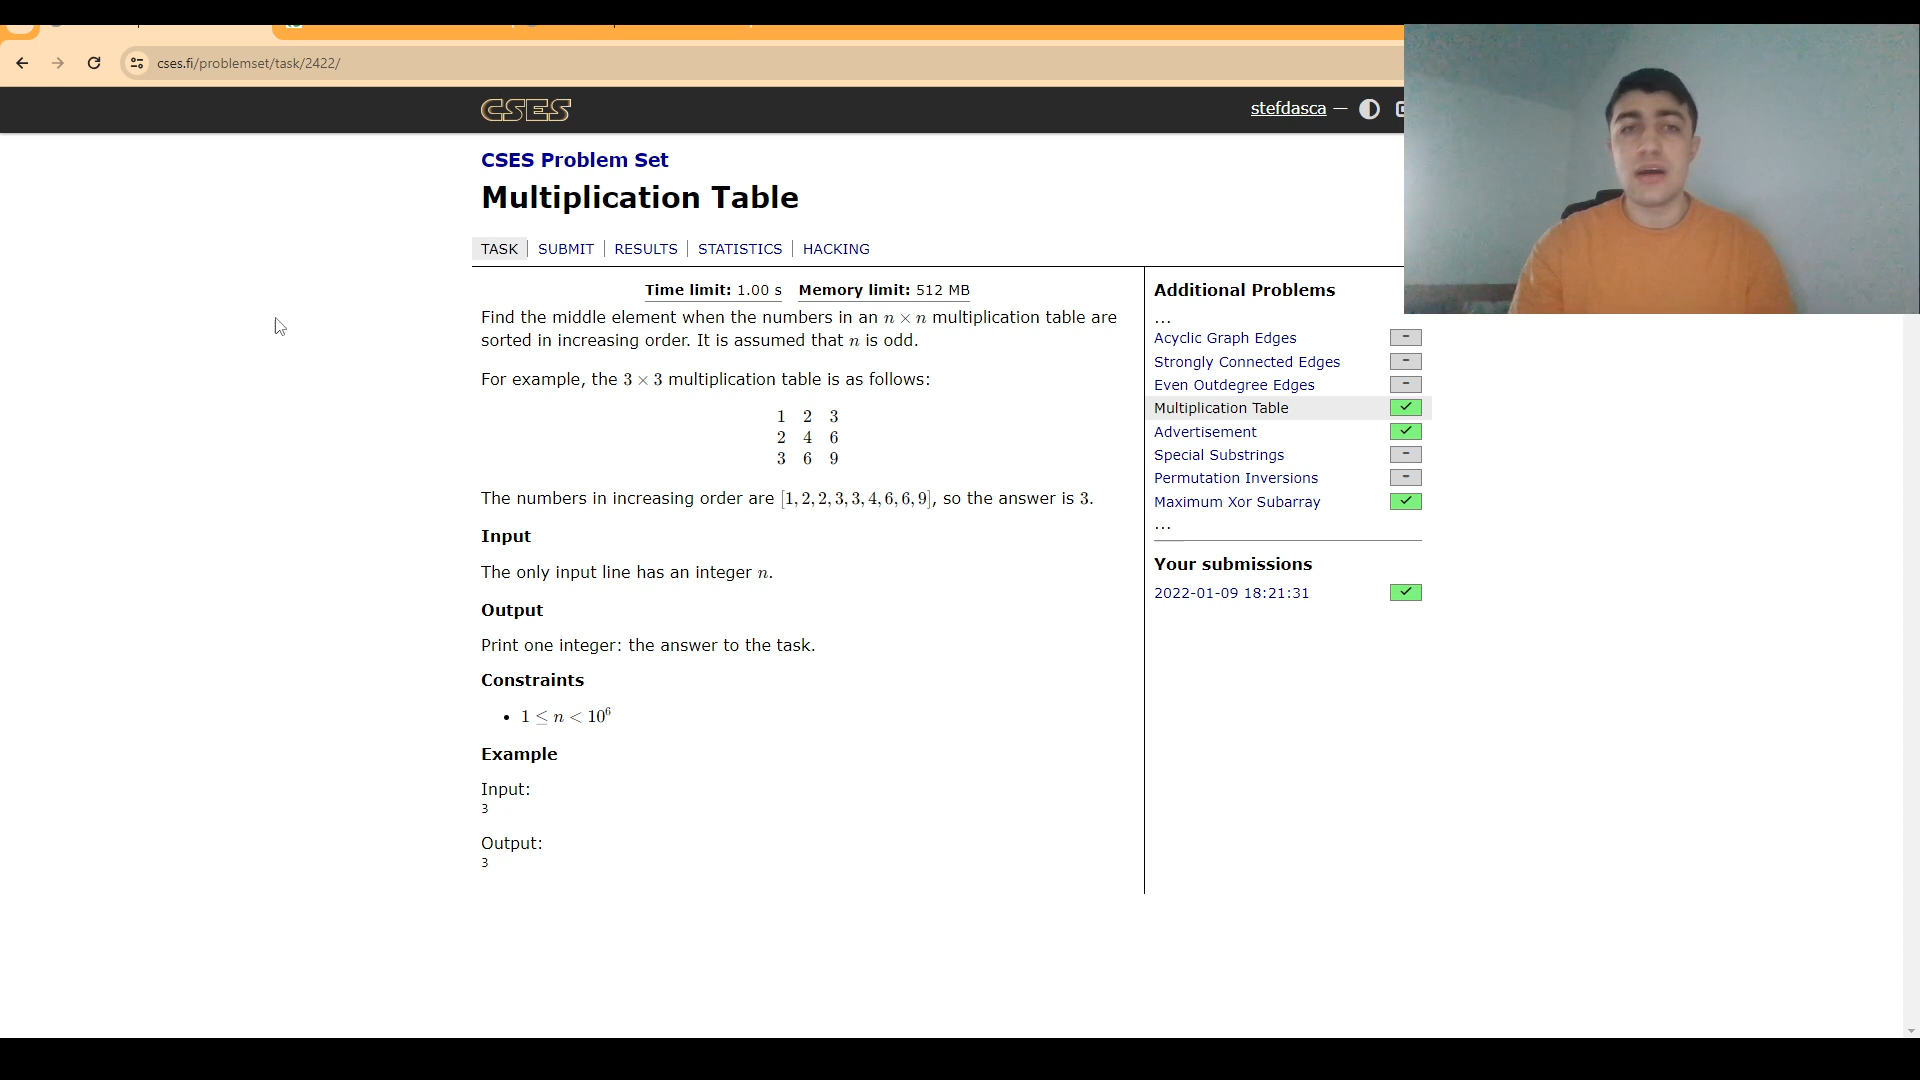 cses.fi/problemset/task/2422/
CSES
stefdasca —
CSES Problem Set
Multiplication Table
TASK SUBMIT RESULTS STATISTICS HACKING
Time limit: 1.00 s Memory limit: 512 MB
Find the middle element when the numbers in an n × n multiplication table are
sorted in increasing order. It is assumed that n is odd.
For example, the 3 × 3 multiplication table is as follows:
1 2 3
2 4 6
3 6 9
The numbers in increasing order are [1, 2, 2, 3, 3, 4, 6, 6, 9], so the answer is 3.
Input
The only input line has an integer n.
Output
Print one integer: the answer to the task.
Constraints
• 1 ≤ n < 10⁶
Example
Input:
3
Output:
3
Additional Problems
...
Acyclic Graph Edges –
Strongly Connected Edges –
Even Outdegree Edges –
Multiplication Table ✓
Advertisement ✓
Special Substrings –
Permutation Inversions –
Maximum Xor Subarray ✓
...
Your submissions
2022-01-09 18:21:31 ✓